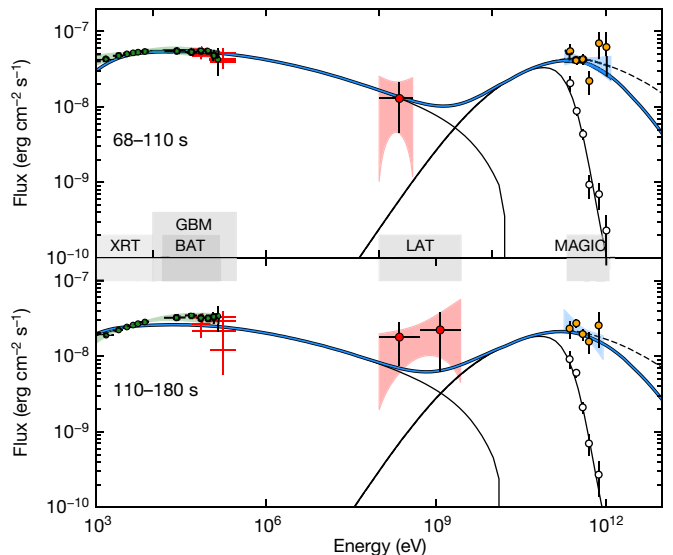 10⁻⁷
10⁻⁸
10⁻⁹
10⁻¹⁰
Flux (erg cm⁻² s⁻¹)
68–110 s
GBM
XRT BAT LAT MAGIC
10⁻⁷
10⁻⁸
10⁻⁹
10⁻¹⁰
Flux (erg cm⁻² s⁻¹)
110–180 s
10³ 10⁶ 10⁹ 10¹²
Energy (eV)